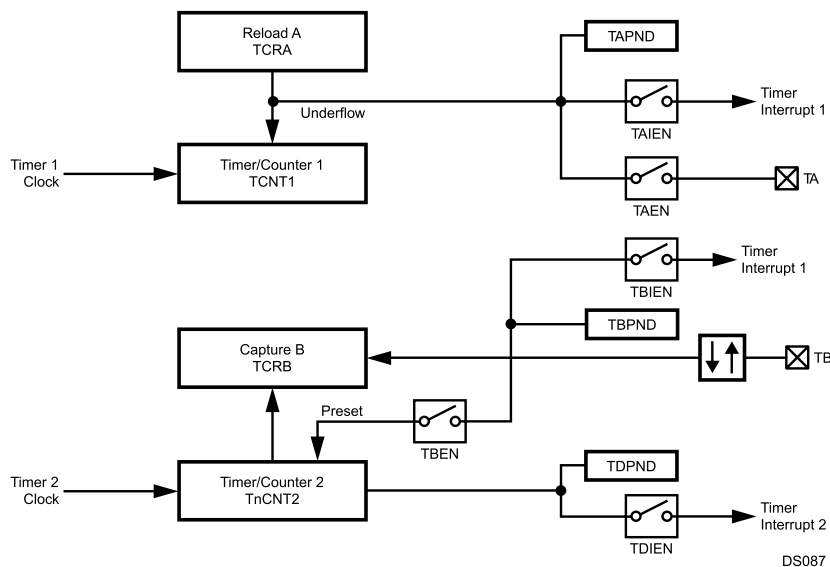 Reload A
TCRA
TAPND
Underflow
Timer
Interrupt 1
TAIEN
Timer 1
Clock
Timer/Counter 1
TCNT1
TA
TAEN
Timer
Interrupt 1
TBIEN
TBPND
Capture B
TCRB
TB
Preset
TBEN
TDPND
Timer 2
Clock
Timer/Counter 2
TnCNT2
Timer
Interrupt 2
TDIEN
DS087